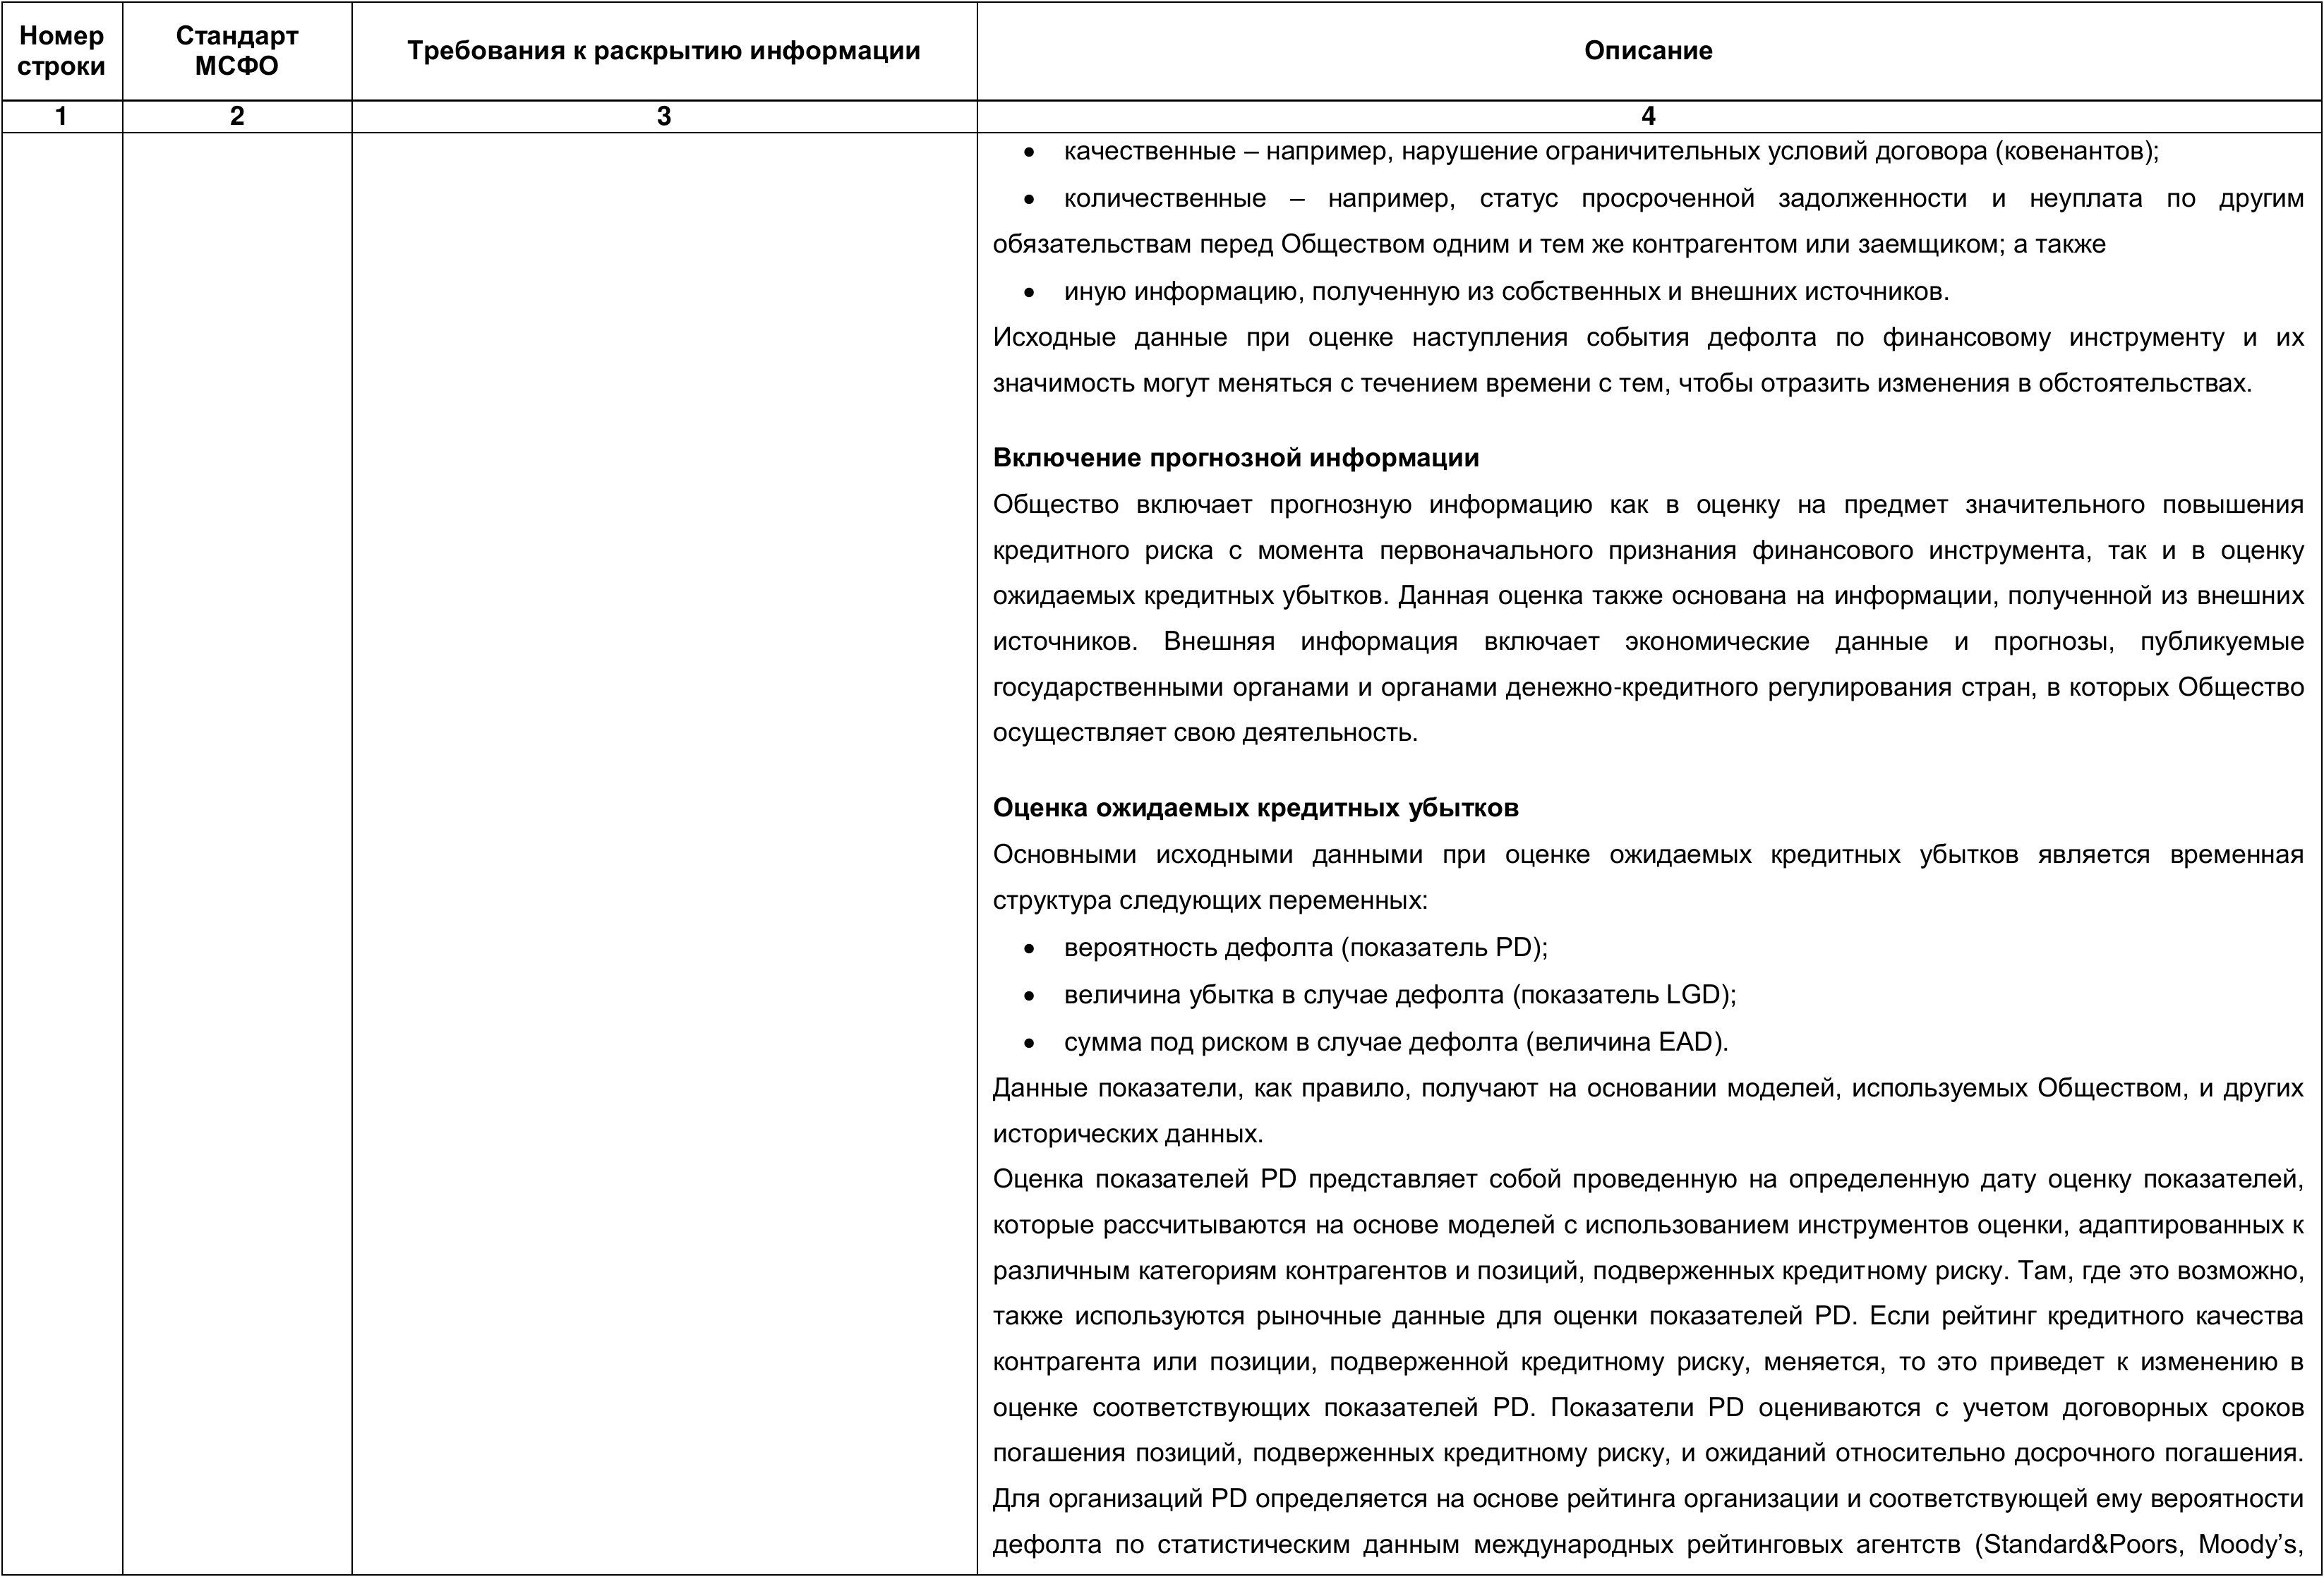 Номер строки
Стандарт МСФО
Требования к раскрытию информации
Описание
1
2
3
4
• качественные – например, нарушение ограничительных условий договора (ковенантов);
• количественные – например, статус просроченной задолженности и неуплата по другим
обязательствам перед Обществом одним и тем же контрагентом или заемщиком; а также
• иную информацию, полученную из собственных и внешних источников.
Исходные данные при оценке наступления события дефолта по финансовому инструменту и их
значимость могут меняться с течением времени с тем, чтобы отразить изменения в обстоятельствах.
Включение прогнозной информации
Общество включает прогнозную информацию как в оценку на предмет значительного повышения
кредитного риска с момента первоначального признания финансового инструмента, так и в оценку
ожидаемых кредитных убытков. Данная оценка также основана на информации, полученной из внешних
источников. Внешняя информация включает экономические данные и прогнозы, публикуемые
государственными органами и органами денежно-кредитного регулирования стран, в которых Общество
осуществляет свою деятельность.
Оценка ожидаемых кредитных убытков
Основными исходными данными при оценке ожидаемых кредитных убытков является временная
структура следующих переменных:
• вероятность дефолта (показатель PD);
• величина убытка в случае дефолта (показатель LGD);
• сумма под риском в случае дефолта (величина EAD).
Данные показатели, как правило, получают на основании моделей, используемых Обществом, и других
исторических данных.
Оценка показателей PD представляет собой проведенную на определенную дату оценку показателей,
которые рассчитываются на основе моделей с использованием инструментов оценки, адаптированных к
различным категориям контрагентов и позиций, подверженных кредитному риску. Там, где это возможно,
также используются рыночные данные для оценки показателей PD. Если рейтинг кредитного качества
контрагента или позиции, подверженной кредитному риску, меняется, то это приведет к изменению в
оценке соответствующих показателей PD. Показатели PD оцениваются с учетом договорных сроков
погашения позиций, подверженных кредитному риску, и ожиданий относительно досрочного погашения.
Для организаций PD определяется на основе рейтинга организации и соответствующей ему вероятности
дефолта по статистическим данным международных рейтинговых агентств (Standard&Poors, Moody’s,